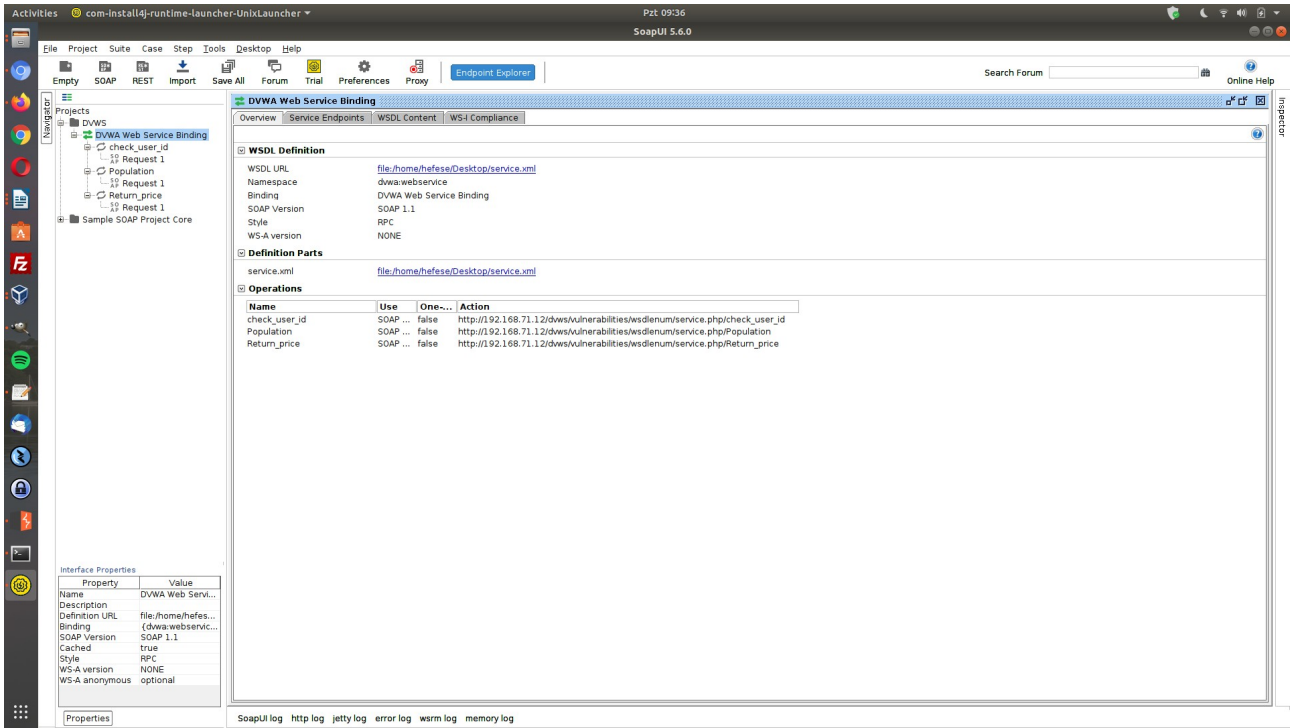 Activities com-install4j-runtime-launcher-UnixLauncher Pzt 09:36
SoapUI 5.6.0
File Project Suite Case Step Tools Desktop Help
Empty SOAP REST Import Save All Forum Trial Preferences Proxy Endpoint Explorer Search Forum Online Help
Navigator
Projects
DVWS
DVWA Web Service Binding
check_user_id
Request 1
Population
Request 1
Return_price
Request 1
Sample SOAP Project Core
Interface Properties
Property Value
Name DVWA Web Servi...
Description
Definition URL file:/home/hefes...
Binding {dvwa:webservic...
SOAP Version SOAP 1.1
Cached true
Style RPC
WS-A version NONE
WS-A anonymous optional
Properties
DVWA Web Service Binding
Overview Service Endpoints WSDL Content WS-I Compliance
WSDL Definition
WSDL URL file:/home/hefese/Desktop/service.xml
Namespace dvwa:webservice
Binding DVWA Web Service Binding
SOAP Version SOAP 1.1
Style RPC
WS-A version NONE
Definition Parts
service.xml file:/home/hefese/Desktop/service.xml
Operations
Name Use One-... Action
check_user_id SOAP ... false http://192.168.71.12/dvws/vulnerabilities/wsdlenum/service.php/check_user_id
Population SOAP ... false http://192.168.71.12/dvws/vulnerabilities/wsdlenum/service.php/Population
Return_price SOAP ... false http://192.168.71.12/dvws/vulnerabilities/wsdlenum/service.php/Return_price
Inspector
SoapUI log http log jetty log error log wsrm log memory log